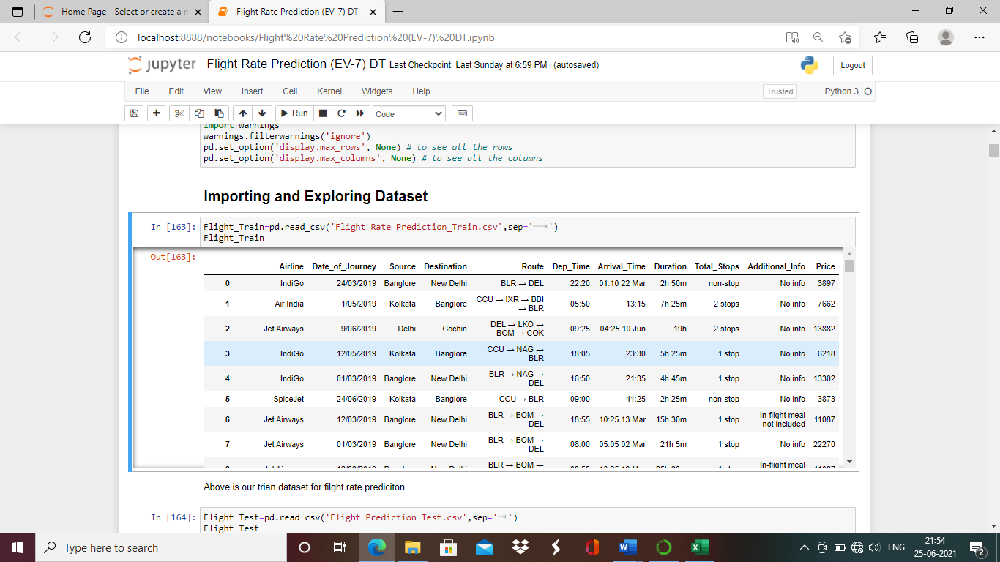 Home Page - Select or create a n
Flight Rate Prediction (EV-7) DT -
localhost:8888/notebooks/Flight%20Rate%20Prediction%20(EV-7)%20DT.ipynb
jupyter Flight Rate Prediction (EV-7) DT Last Checkpoint: Last Sunday at 6:59 PM (autosaved)
Logout
File Edit View Insert Cell Kernel Widgets Help
Trusted
Python 3
Run
Code
import warnings
warnings.filterwarnings('ignore')
pd.set_option('display.max_rows', None) # to see all the rows
pd.set_option('display.max_columns', None) # to see all the columns
Importing and Exploring Dataset
In [163]: Flight_Train=pd.read_csv('Flight Rate Prediction_Train.csv',sep='⟶')
Flight_Train
Out[163]:
Airline Date_of_Journey Source Destination Route Dep_Time Arrival_Time Duration Total_Stops Additional_Info Price
0 IndiGo 24/03/2019 Banglore New Delhi BLR → DEL 22:20 01:10 22 Mar 2h 50m non-stop No info 3897
1 Air India 1/05/2019 Kolkata Banglore CCU → IXR → BBI → BLR 05:50 13:15 7h 25m 2 stops No info 7662
2 Jet Airways 9/06/2019 Delhi Cochin DEL → LKO → BOM → COK 09:25 04:25 10 Jun 19h 2 stops No info 13882
3 IndiGo 12/05/2019 Kolkata Banglore CCU → NAG → BLR 18:05 23:30 5h 25m 1 stop No info 6218
4 IndiGo 01/03/2019 Banglore New Delhi BLR → NAG → DEL 16:50 21:35 4h 45m 1 stop No info 13302
5 SpiceJet 24/06/2019 Kolkata Banglore CCU → BLR 09:00 11:25 2h 25m non-stop No info 3873
6 Jet Airways 12/03/2019 Banglore New Delhi BLR → BOM → DEL 18:55 10:25 13 Mar 15h 30m 1 stop In-flight meal not included 11087
7 Jet Airways 01/03/2019 Banglore New Delhi BLR → BOM → DEL 08:00 05:05 02 Mar 21h 5m 1 stop No info 22270
BLR → BOM → In-flight meal
Above is our trian dataset for filght rate prediciton.
In [164]: Flight_Test=pd.read_csv('Flight_Prediction_Test.csv',sep='⟶')
Flight_Test
Type here to search
ENG
21:54
25-06-2021
2